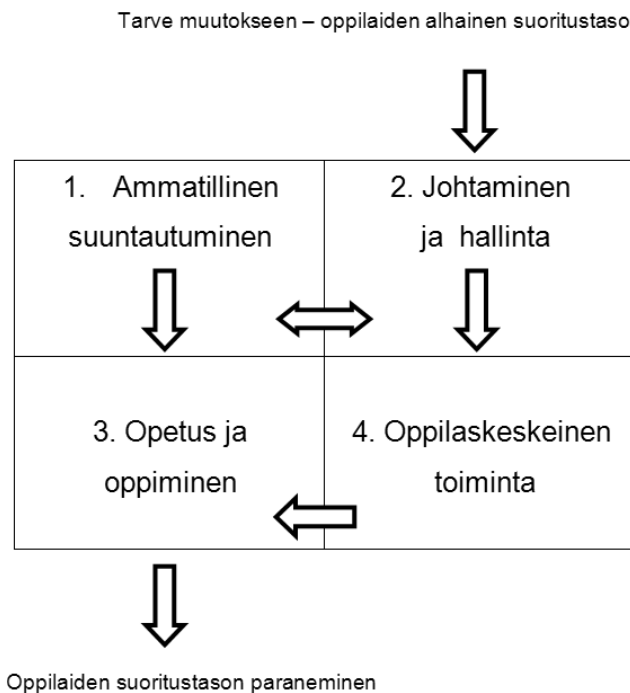 Tarve muutokseen – oppilaiden alhainen suoritustaso
1. Ammatillinen
suuntautuminen
2. Johtaminen
ja hallinta
3. Opetus ja
oppiminen
4. Oppilaskeskeinen
toiminta
Oppilaiden suoritustason paraneminen